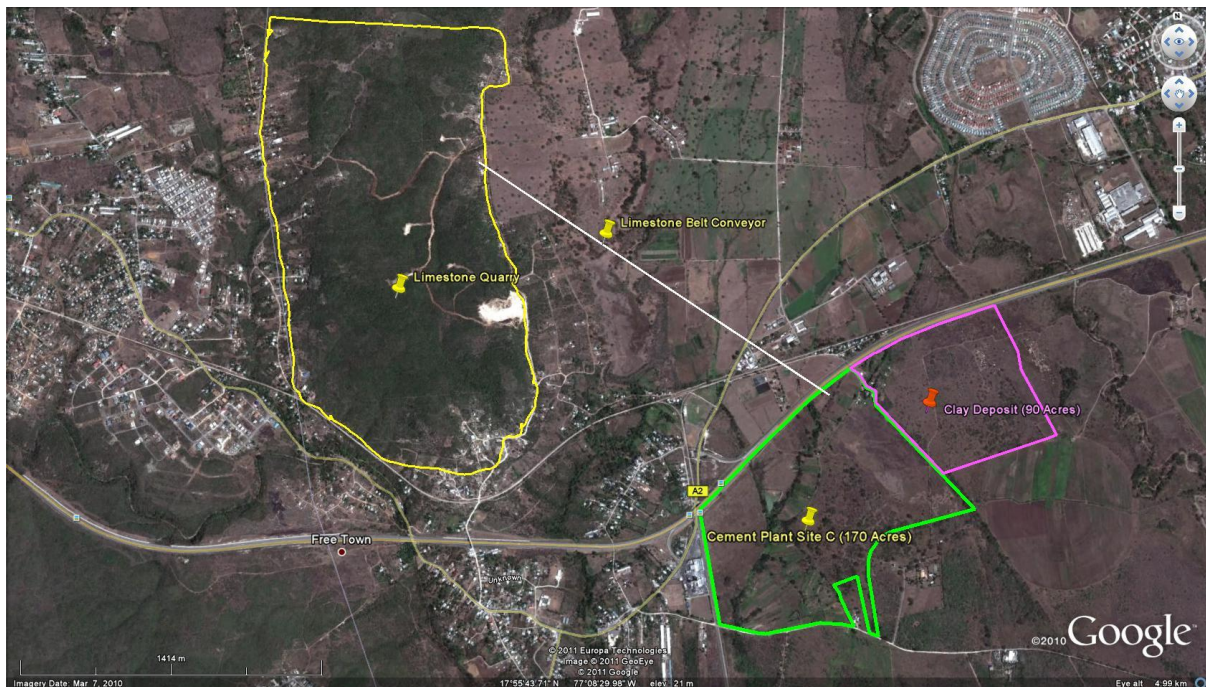 N
Limestone Belt Conveyor
Limestone Quarry
Clay Deposit (90 Acres)
A2
Cement Plant Site C (170 Acres)
Free Town
Unknown
©2010 Google™
© 2011 Europa Technologies
Image © 2011 GeoEye
© 2011 Google
1414 m
Imagery Date: Mar 7, 2010
17°55'43.71" N 77°08'29.98" W elev 21 m
Eye alt 4.99 km